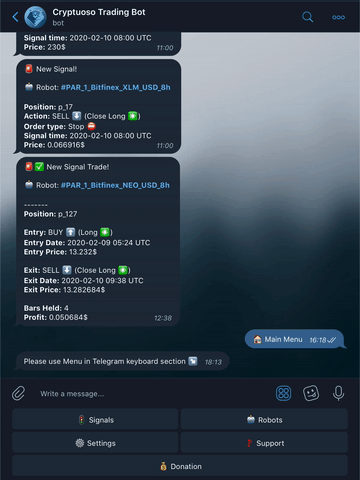 Cryptuoso Trading Bot
bot
Signal time: 2020-02-10 08:00 UTC
Price: 230$
11:00
New Signal!
Robot: #PAR_1_Bitfinex_XLM_USD_8h
Position: p_17
Action: SELL ⬇️ (Close Long ✳️)
Order type: Stop ⛔
Signal time: 2020-02-10 08:00 UTC
Price: 0.066916$
11:00
New Signal Trade!
Robot: #PAR_1_Bitfinex_NEO_USD_8h
-------
Position: p_127
Entry: BUY ⬆️ (Long ✳️)
Entry Date: 2020-02-09 05:24 UTC
Entry Price: 13.232$
Exit: SELL ⬇️ (Close Long ✳️)
Exit Date: 2020-02-10 09:38 UTC
Exit Price: 13.282684$
Bars Held: 4
Profit: 0.050684$
12:38
Main Menu 16:18
Please use Menu in Telegram keyboard section ↘️ 18:13
Write a message...
Signals
Robots
Settings
❓ Support
Donation